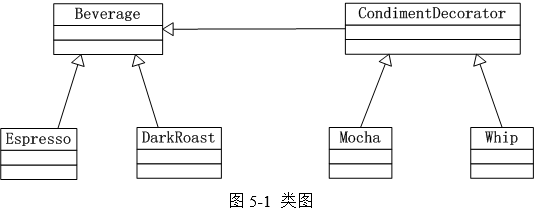 Beverage
CondimentDecorator
Espresso
DarkRoast
Mocha
Whip
图 5-1 类图